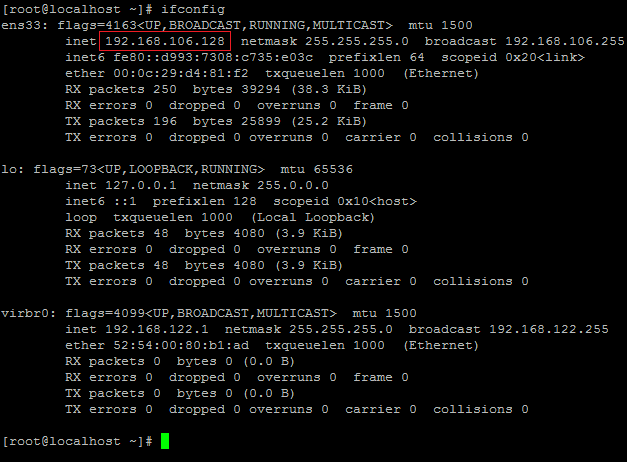 [root@localhost ~]# ifconfig
ens33: flags=4163<UP,BROADCAST,RUNNING,MULTICAST>  mtu 1500
        inet 192.168.106.128  netmask 255.255.255.0  broadcast 192.168.106.255
        inet6 fe80::d993:7308:c735:e03c  prefixlen 64  scopeid 0x20<link>
        ether 00:0c:29:d4:81:f2  txqueuelen 1000  (Ethernet)
        RX packets 250  bytes 39294 (38.3 KiB)
        RX errors 0  dropped 0  overruns 0  frame 0
        TX packets 196  bytes 25899 (25.2 KiB)
        TX errors 0  dropped 0 overruns 0  carrier 0  collisions 0

lo: flags=73<UP,LOOPBACK,RUNNING>  mtu 65536
        inet 127.0.0.1  netmask 255.0.0.0
        inet6 ::1  prefixlen 128  scopeid 0x10<host>
        loop  txqueuelen 1000  (Local Loopback)
        RX packets 48  bytes 4080 (3.9 KiB)
        RX errors 0  dropped 0  overruns 0  frame 0
        TX packets 48  bytes 4080 (3.9 KiB)
        TX errors 0  dropped 0 overruns 0  carrier 0  collisions 0

virbr0: flags=4099<UP,BROADCAST,MULTICAST>  mtu 1500
        inet 192.168.122.1  netmask 255.255.255.0  broadcast 192.168.122.255
        ether 52:54:00:80:b1:ad  txqueuelen 1000  (Ethernet)
        RX packets 0  bytes 0 (0.0 B)
        RX errors 0  dropped 0  overruns 0  frame 0
        TX packets 0  bytes 0 (0.0 B)
        TX errors 0  dropped 0 overruns 0  carrier 0  collisions 0

[root@localhost ~]#